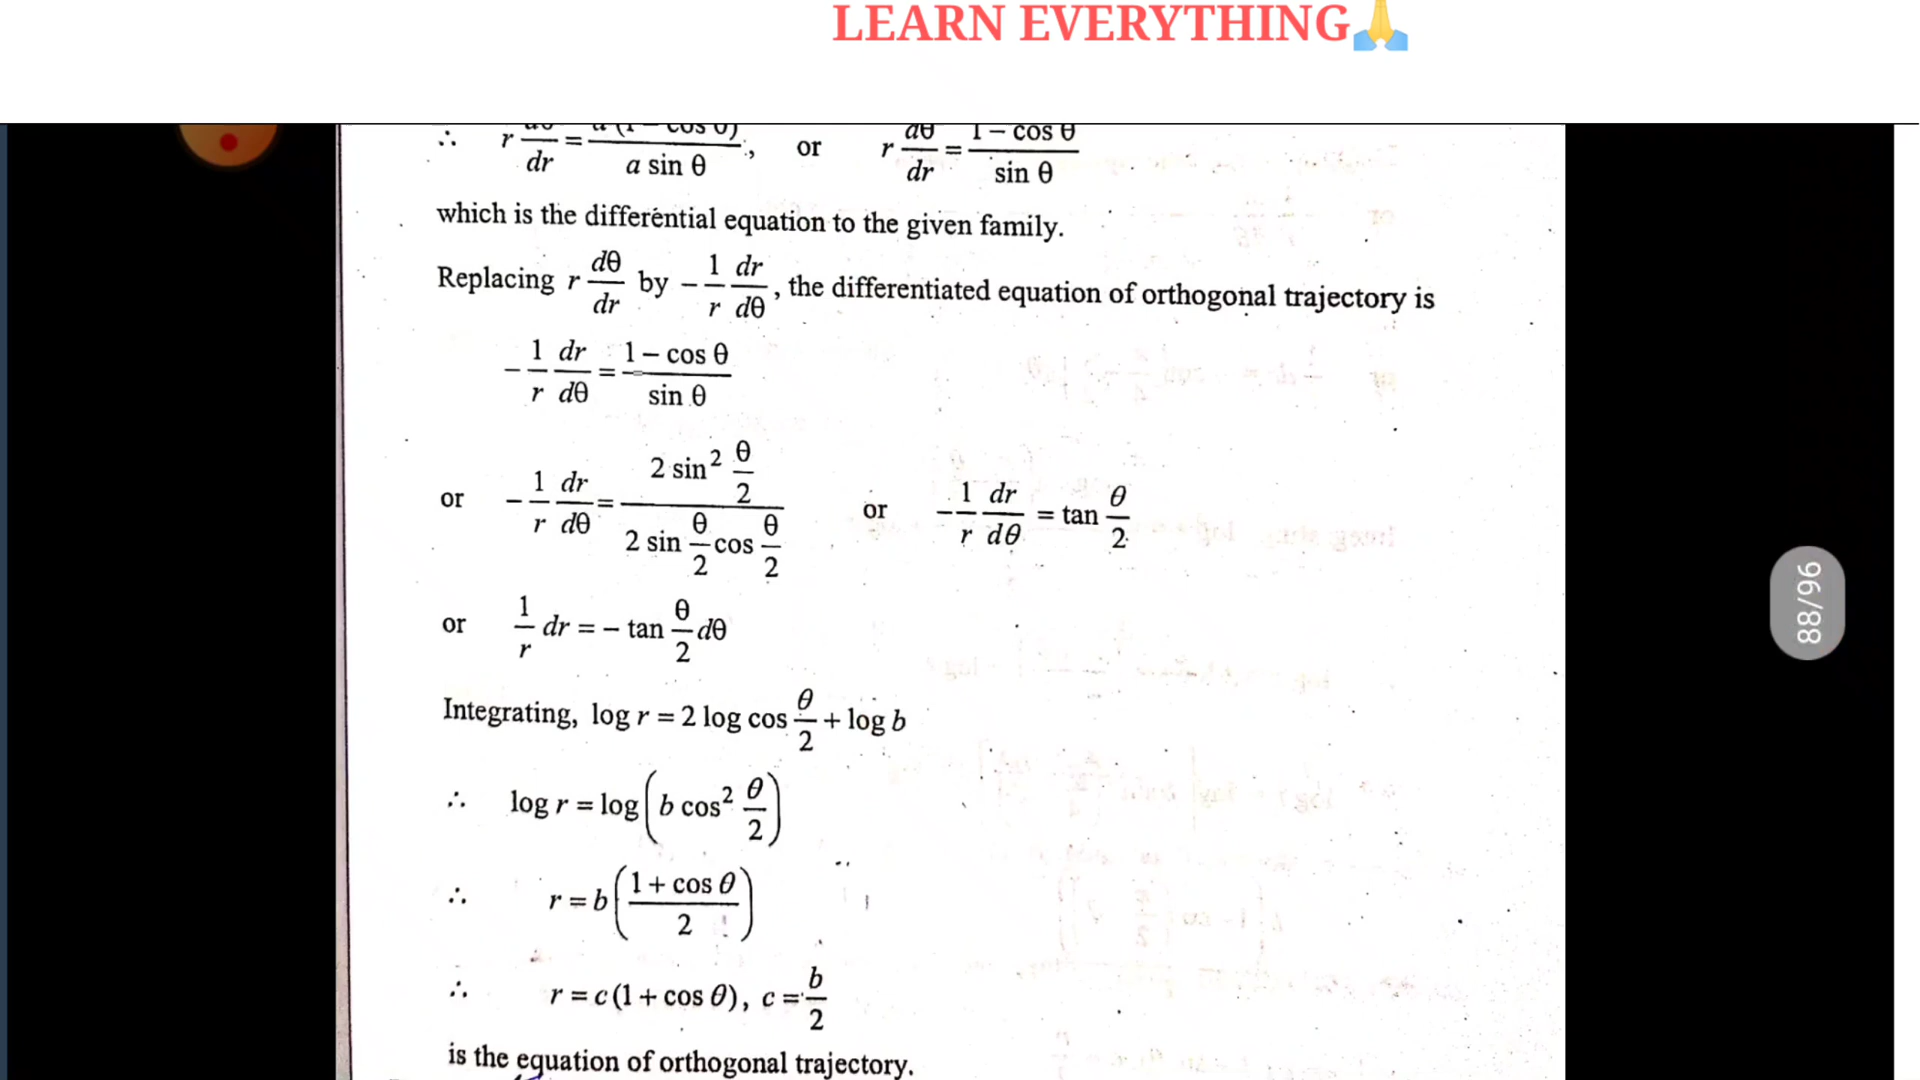 LEARN EVERYTHING🙏
∴ r dθ/dr = a (1 − cos θ)/a sin θ, or r dθ/dr = 1 − cos θ/sin θ
which is the differential equation to the given family.
Replacing r dθ/dr by − 1/r dr/dθ, the differentiated equation of orthogonal trajectory is
− 1/r dr/dθ = 1 − cos θ/sin θ
or − 1/r dr/dθ = 2 sin² θ/2 / 2 sin θ/2 cos θ/2 or − 1/r dr/dθ = tan θ/2
or 1/r dr = − tan θ/2 dθ
Integrating, log r = 2 log cos θ/2 + log b
∴ log r = log (b cos² θ/2)
∴ r = b (1 + cos θ/2)
∴ r = c (1 + cos θ), c = b/2
is the equation of orthogonal trajectory.
88/96